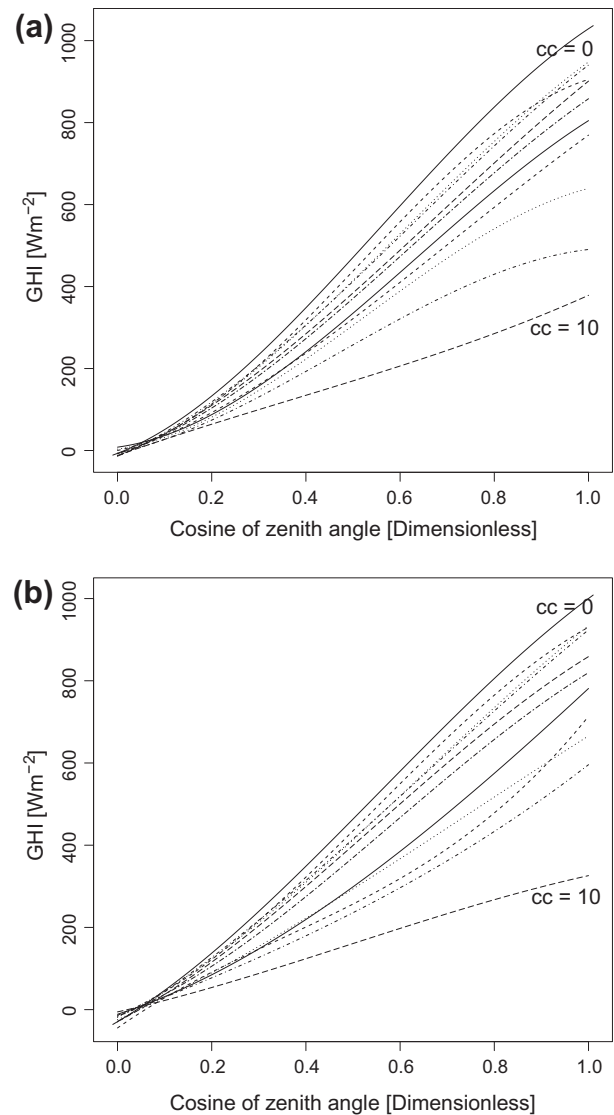 (a)
1000
800
600
400
200
0
GHI [Wm−2]
cc = 0
cc = 10
0.0 0.2 0.4 0.6 0.8 1.0
Cosine of zenith angle [Dimensionless]
(b)
1000
800
600
400
200
0
GHI [Wm−2]
cc = 0
cc = 10
0.0 0.2 0.4 0.6 0.8 1.0
Cosine of zenith angle [Dimensionless]